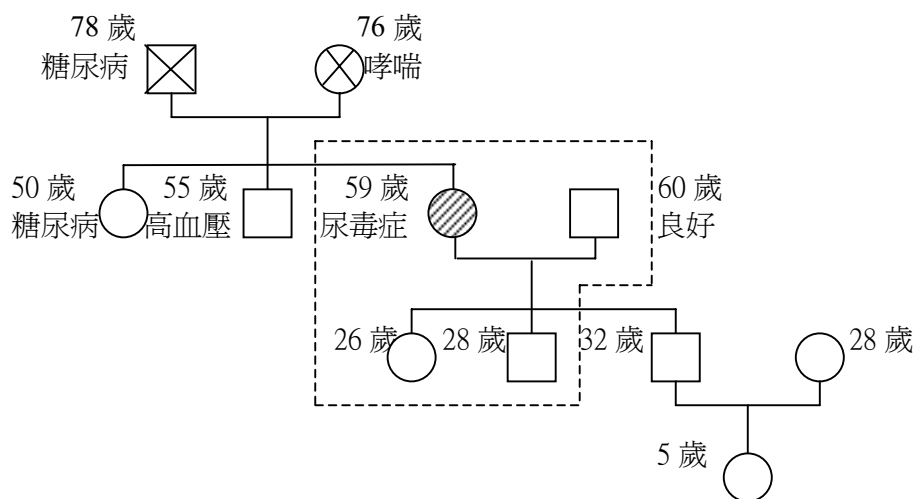 78 歲
糖尿病
76 歲
哮喘
50 歲
糖尿病
55 歲
高血壓
59 歲
尿毒症
60 歲
良好
26 歲
28 歲
32 歲
28 歲
5 歲